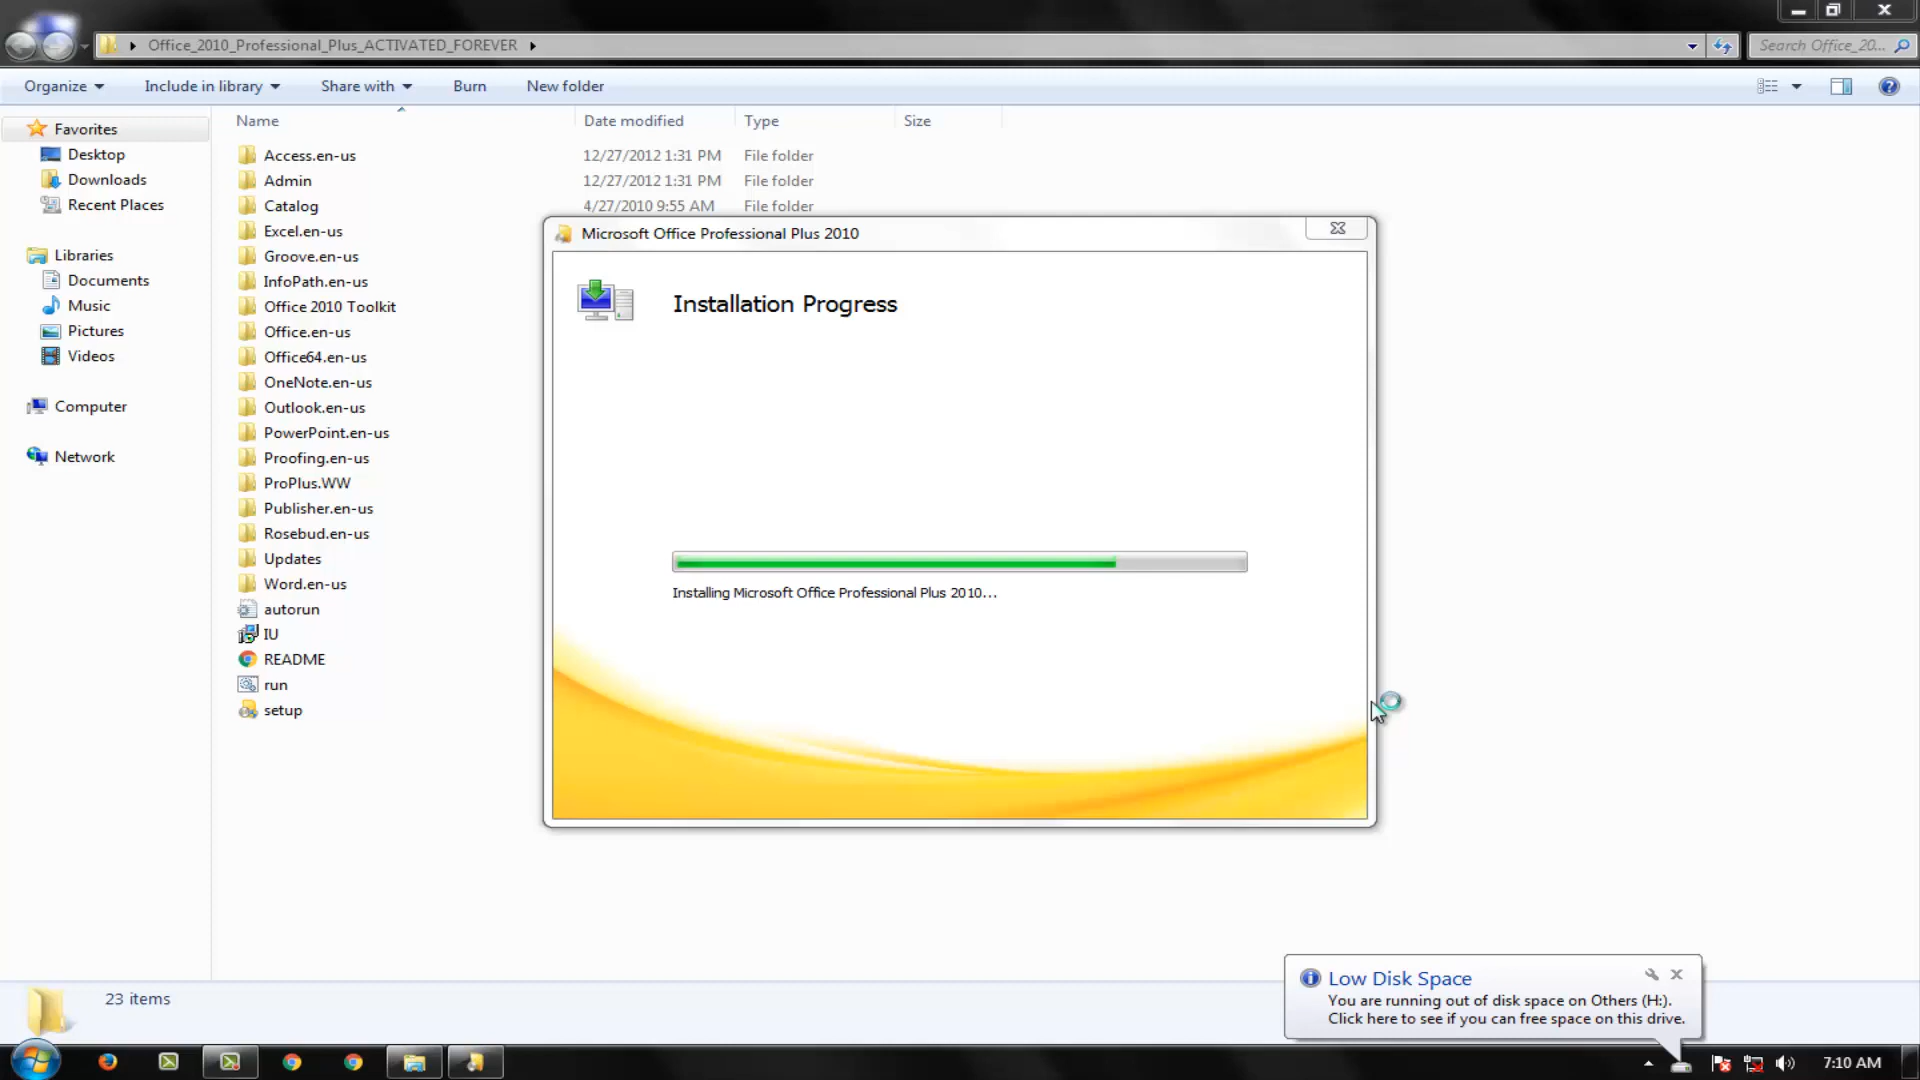 Office_2010_Professional_Plus_ACTIVATED_FOREVER
Search Office_20...
Organize
Include in library
Share with
Burn
New folder
Name
Date modified
Type
Size
Favorites
Desktop
Downloads
Recent Places
Libraries
Documents
Music
Pictures
Videos
Computer
Network
Access.en-us 12/27/2012 1:31 PM File folder
Admin 12/27/2012 1:31 PM File folder
Catalog 4/27/2010 9:55 AM File folder
Excel.en-us
Groove.en-us
InfoPath.en-us
Office 2010 Toolkit
Office.en-us
Office64.en-us
OneNote.en-us
Outlook.en-us
PowerPoint.en-us
Proofing.en-us
ProPlus.WW
Publisher.en-us
Rosebud.en-us
Updates
Word.en-us
autorun
IU
README
run
setup
Microsoft Office Professional Plus 2010
Installation Progress
Installing Microsoft Office Professional Plus 2010...
23 items
Low Disk Space
You are running out of disk space on Others (H:).
Click here to see if you can free space on this drive.
7:10 AM